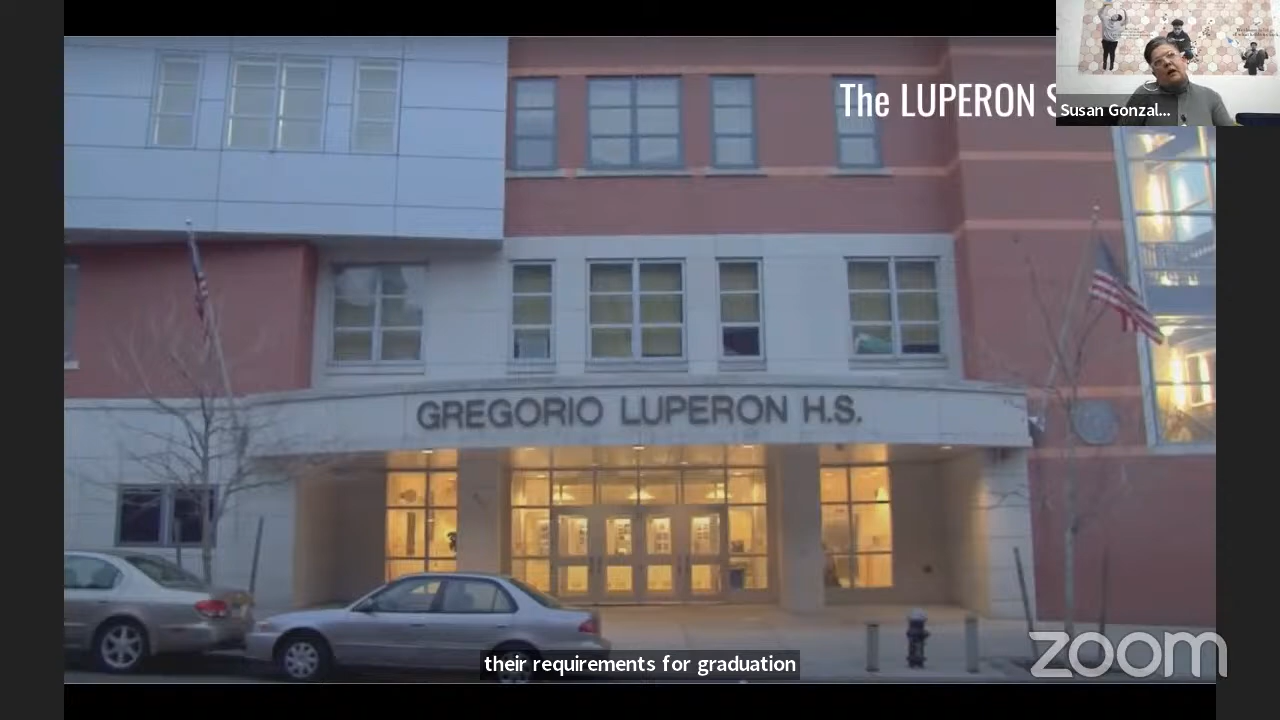 The LUPERON S
Susan Gonzal...
GREGORIO LUPERON H.S.
their requirements for graduation
zoom